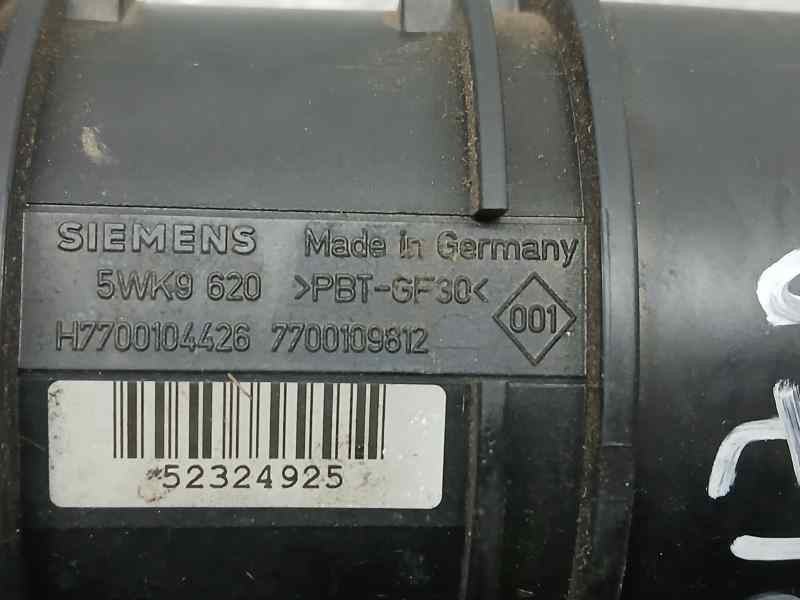 SIEMENS Made in Germany
5WK9 620 >PBT-GF30<
001
H7700104426 7700109812
*52324925